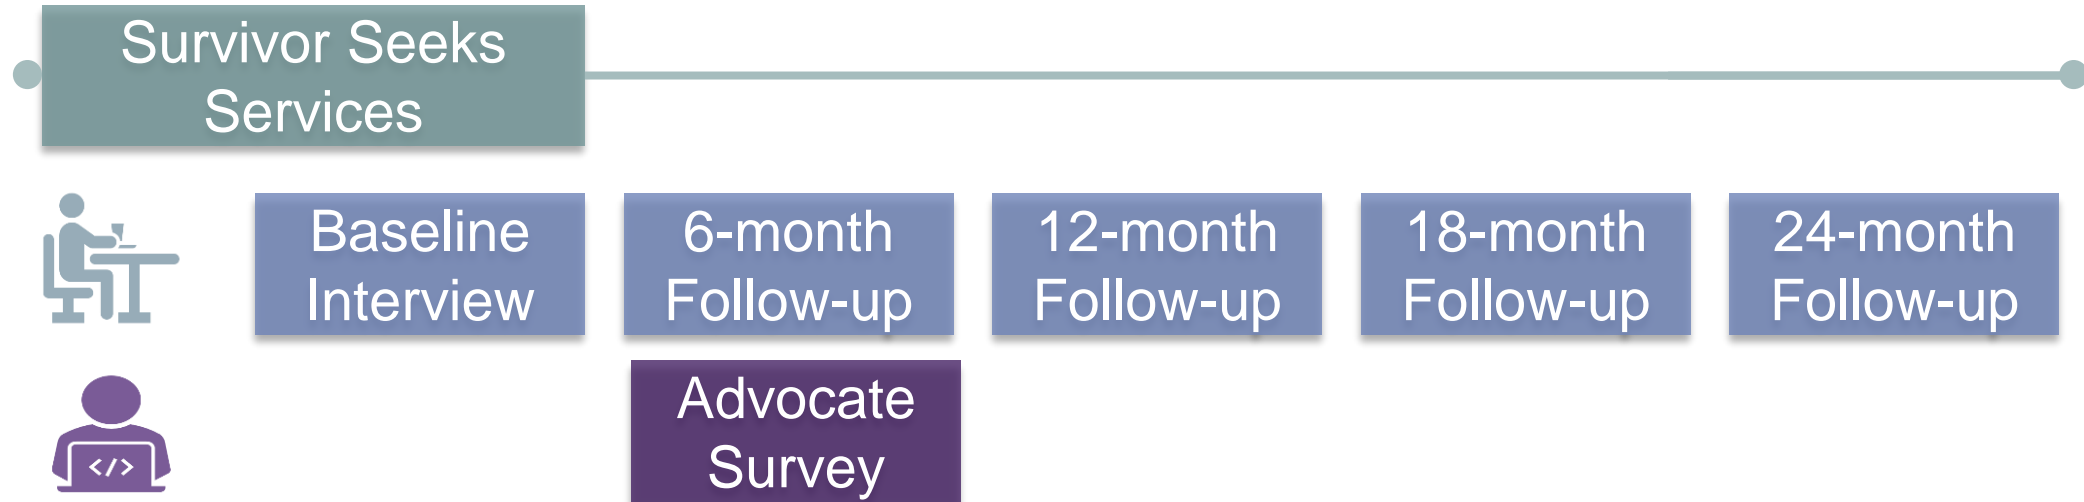 Survivor Seeks
Services
Baseline
Interview
6-month
Follow-up
12-month
Follow-up
18-month
Follow-up
24-month
Follow-up
Advocate
Survey
</>